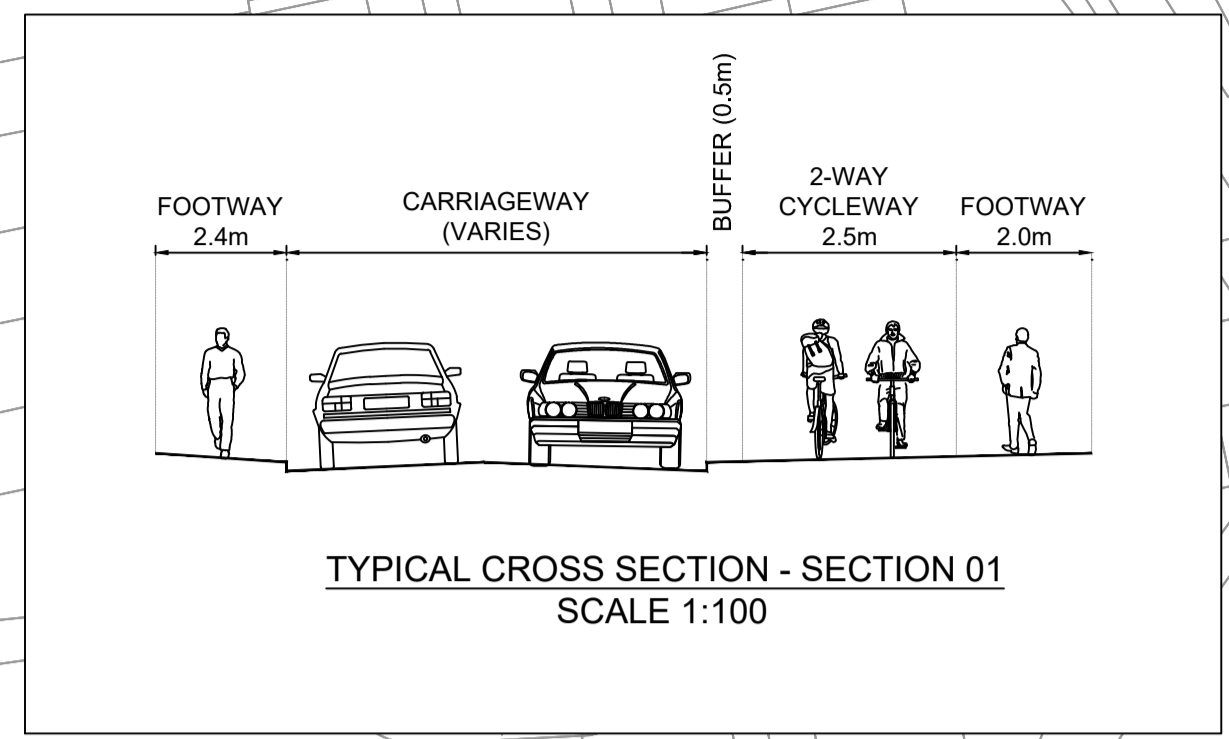 FOOTWAY
2.4m
CARRIAGEWAY
(VARIES)
BUFFER (0.5m)
2-WAY
CYCLEWAY
2.5m
FOOTWAY
2.0m
TYPICAL CROSS SECTION - SECTION 01
SCALE 1:100